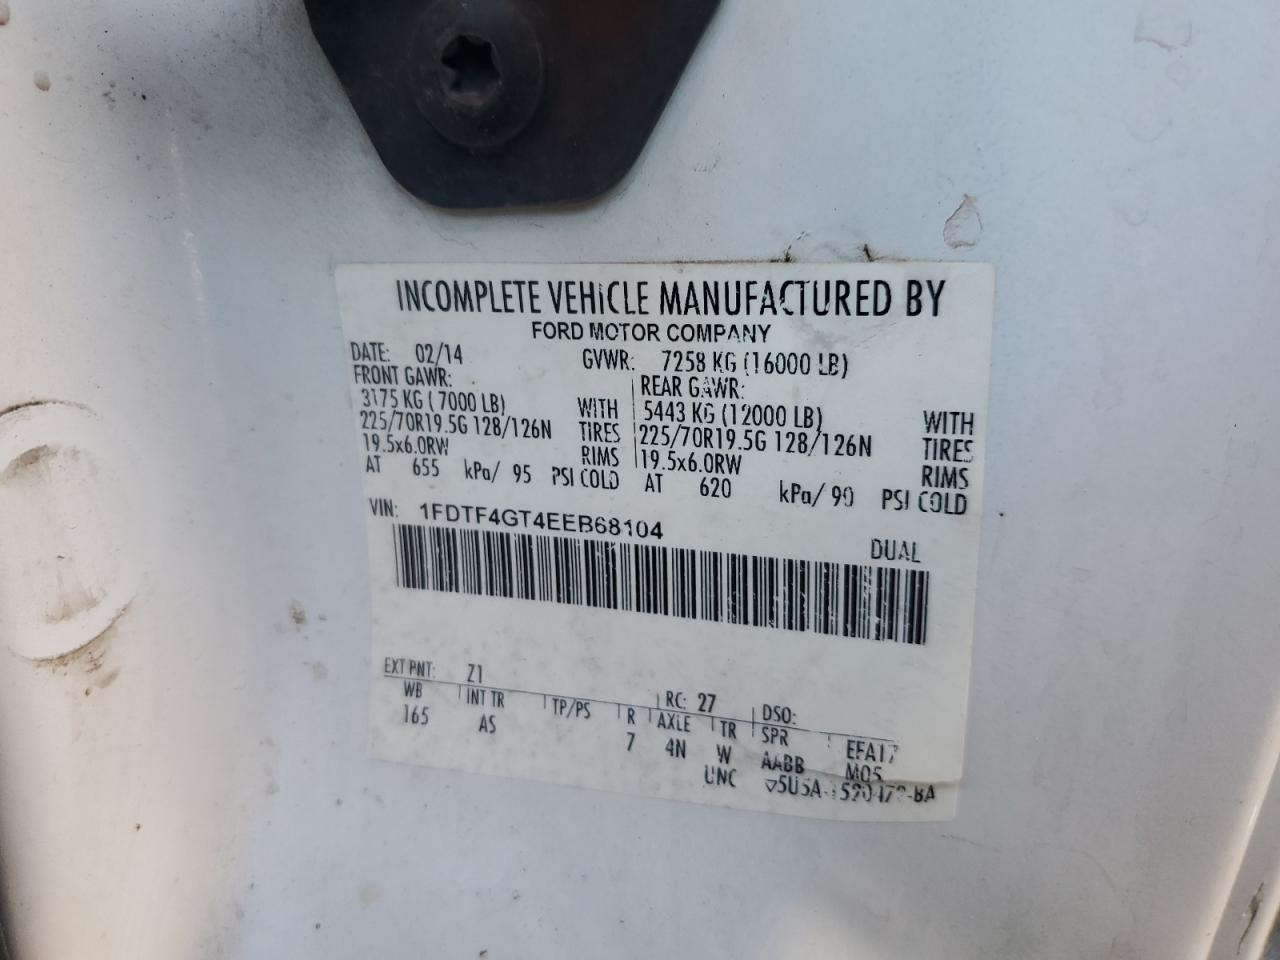 INCOMPLETE VEHICLE MANUFACTURED BY
FORD MOTOR COMPANY
DATE: 02/14 GVWR: 7258 KG (16000 LB)
FRONT GAWR: REAR GAWR:
3175 KG (7000 LB) WITH 5443 KG (12000 LB) WITH
225/70R19.5G 128/126N TIRES 225/70R19.5G 128/126N TIRES
19.5x6.0RW RIMS 19.5x6.0RW RIMS
AT 655 kPa/ 95 PSI COLD AT 620 kPa/ 90 PSI COLD
VIN: 1FDTF4GT4EEB68104
DUAL
EXT PNT: Z1 RC: 27 DSO:
WB INT TR TP/PS R AXLE TR SPR EFA17
165 AS 7 4N W AABB M05
UNC